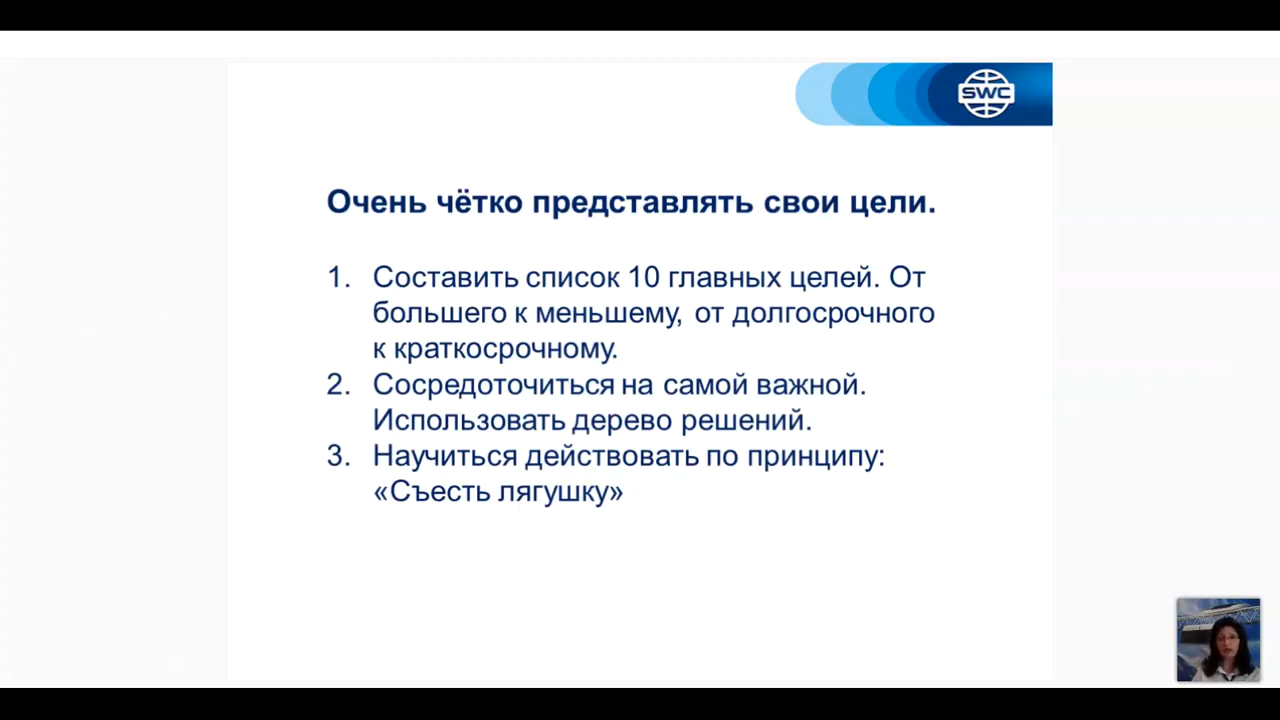 SWC
Очень чётко представлять свои цели.
1. Составить список 10 главных целей. От
большего к меньшему, от долгосрочного
к краткосрочному.
2. Сосредоточиться на самой важной.
Использовать дерево решений.
3. Научиться действовать по принципу:
«Съесть лягушку»